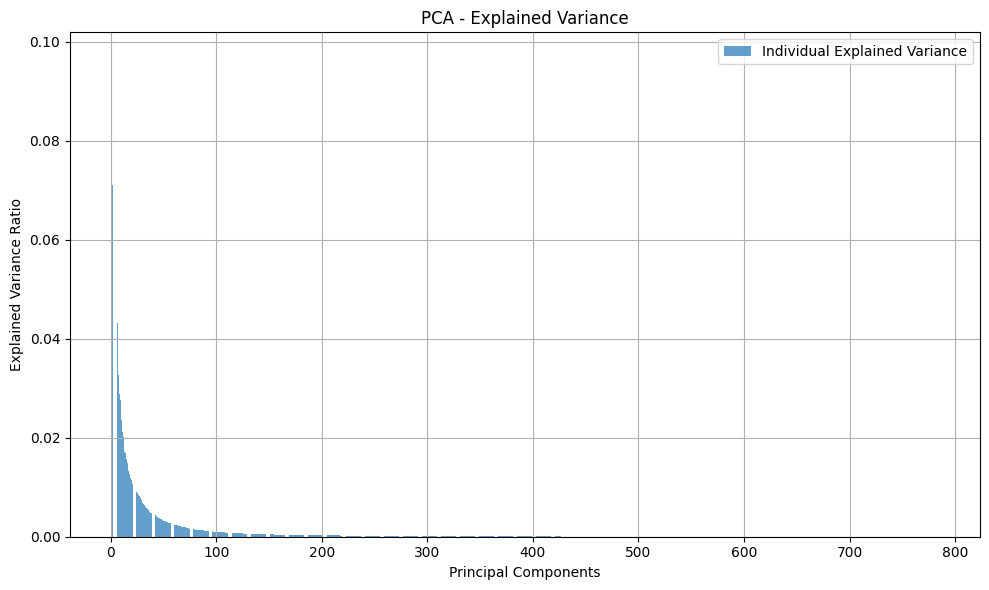 PCA - Explained Variance
Individual Explained Variance
Explained Variance Ratio
0.10
0.08
0.06
0.04
0.02
0.00
0 100 200 300 400 500 600 700 800
Principal Components